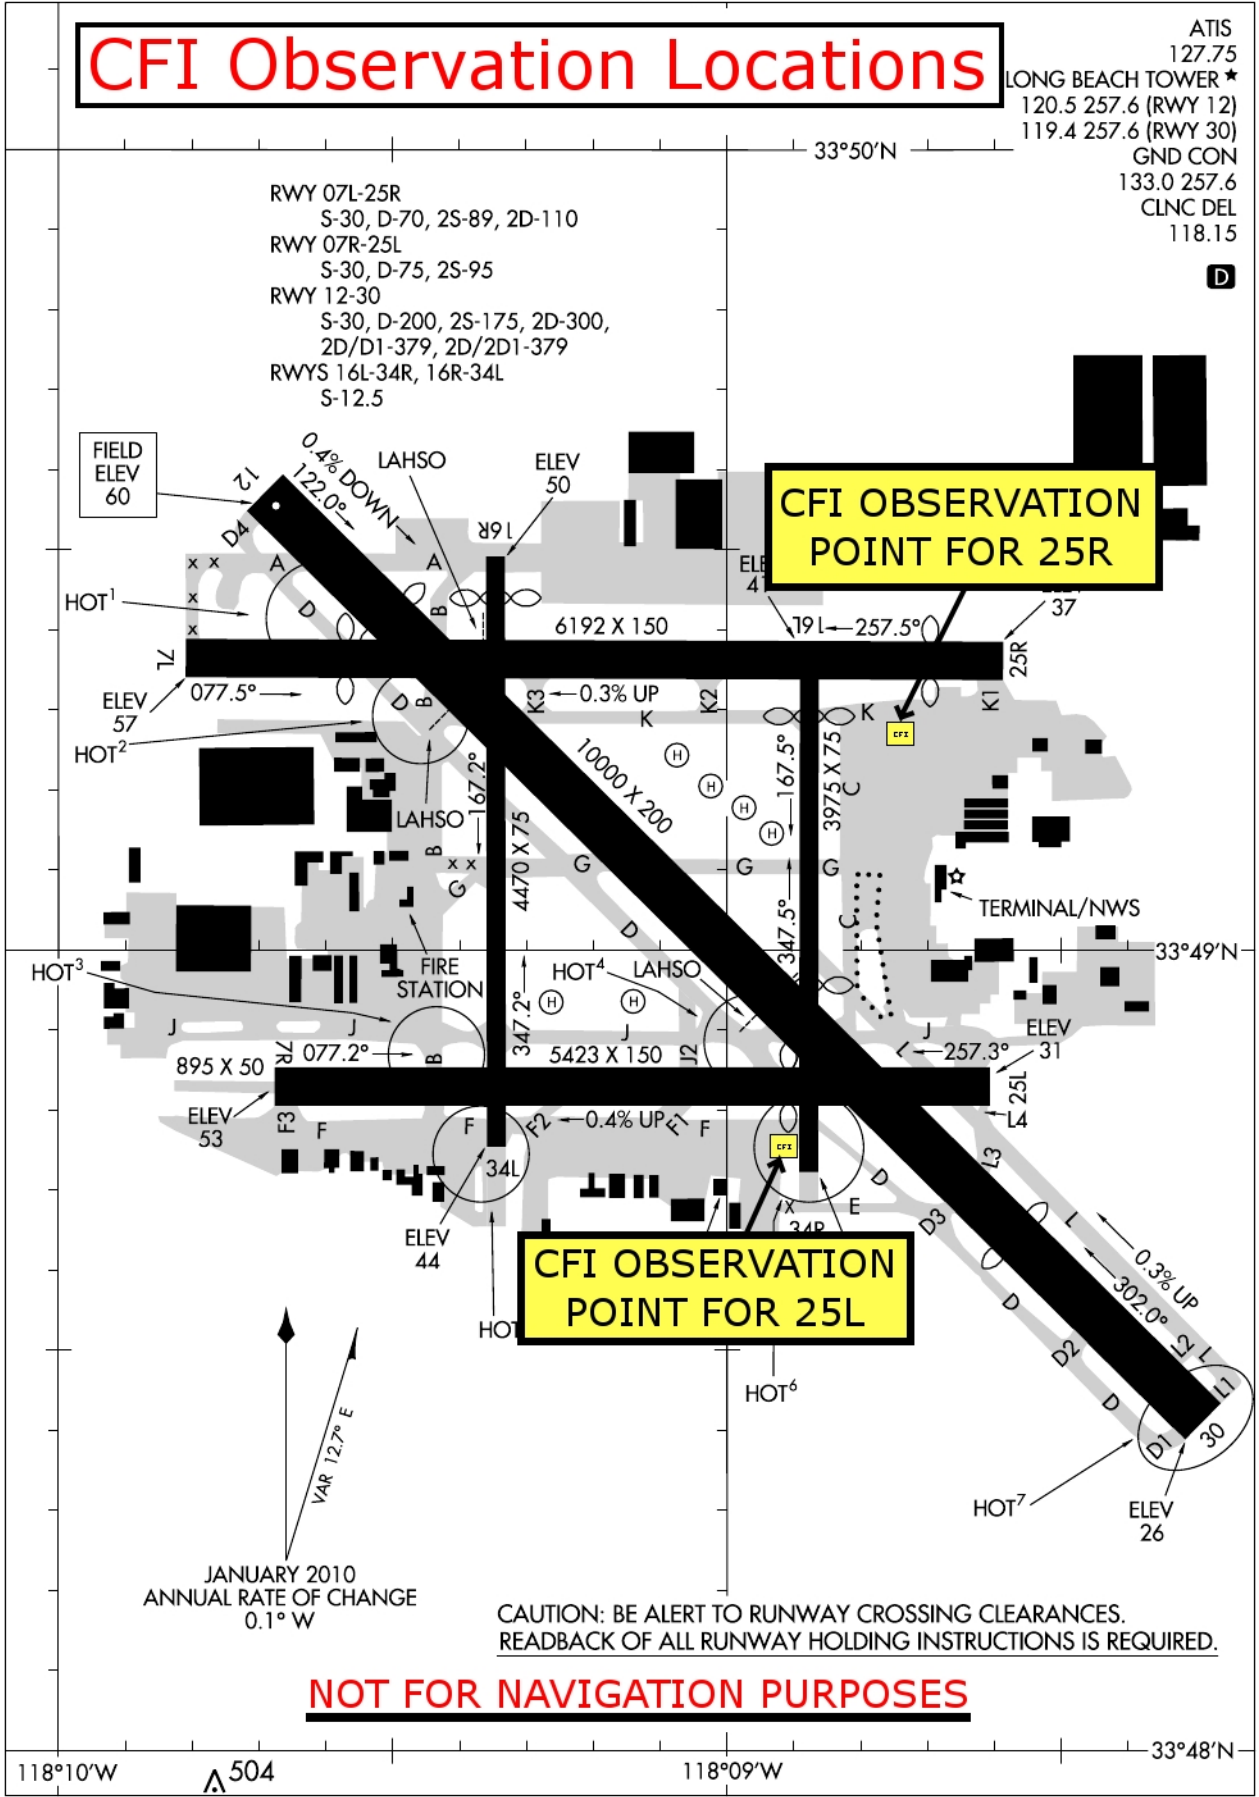 CFI Observation Locations
ATIS
127.75
LONG BEACH TOWER ★
120.5 257.6 (RWY 12)
119.4 257.6 (RWY 30)
GND CON
133.0 257.6
CLNC DEL
118.15
D
33°50'N
RWY 07L-25R
S-30, D-70, 2S-89, 2D-110
RWY 07R-25L
S-30, D-75, 2S-95
RWY 12-30
S-30, D-200, 2S-175, 2D-300,
2D/D1-379, 2D/2D1-379
RWYS 16L-34R, 16R-34L
S-12.5
FIELD
ELEV
60
12
0.4% DOWN
122.0°
LAHSO
ELEV
50
16R
CFI OBSERVATION
POINT FOR 25R
D4
A
A
x x
x
x
HOT1
D
B
41
37
6192 X 150
16L
257.5°
7L
25R
ELEV
57
077.5°
D
B
K3
0.3% UP
K2
K
K
K1
HOT2
CFI
H
H
H
H
10000 X 200
167.2°
167.5°
3975 X 75
C
LAHSO
B
x x
G
4470 X 75
G
G
G
347.5°
C
D
TERMINAL/NWS
33°49'N
HOT3
FIRE
STATION
HOT4
LAHSO
H
H
347.2°
J
J
J
J
ELEV
31
7R
077.2°
B
5423 X 150
J2
L
257.3°
895 X 50
25L
ELEV
53
F3
F
F
F2
0.4% UP
F1
F
L4
L3
34L
CFI
D
x
E
34R
D3
ELEV
44
CFI OBSERVATION
POINT FOR 25L
L
0.3% UP
302.0°
D
D2
L2
L
HOT
HOT6
D
L1
D1
30
HOT7
ELEV
26
VAR 12.7° E
JANUARY 2010
ANNUAL RATE OF CHANGE
0.1° W
CAUTION: BE ALERT TO RUNWAY CROSSING CLEARANCES.
READBACK OF ALL RUNWAY HOLDING INSTRUCTIONS IS REQUIRED.
NOT FOR NAVIGATION PURPOSES
33°48'N
118°10'W
504
118°09'W